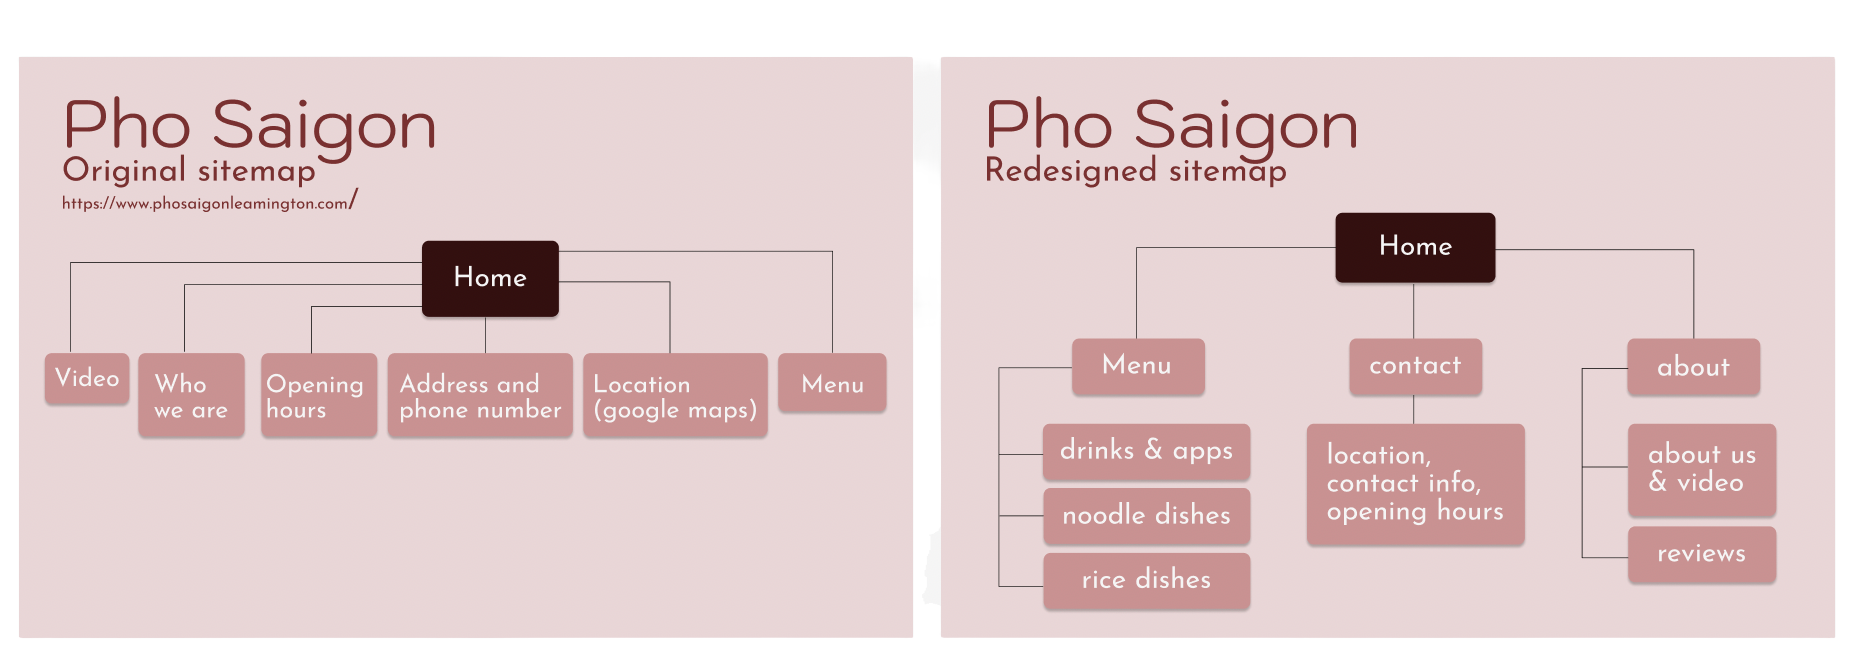 Pho Saigon
Original sitemap
https://www.phosaigonleamington.com/
Home
Video
Who
we are
Opening
hours
Address and
phone number
Location
(google maps)
Menu
Pho Saigon
Redesigned sitemap
Home
Menu
drinks & apps
noodle dishes
rice dishes
contact
location,
contact info,
opening hours
about
about us
& video
reviews